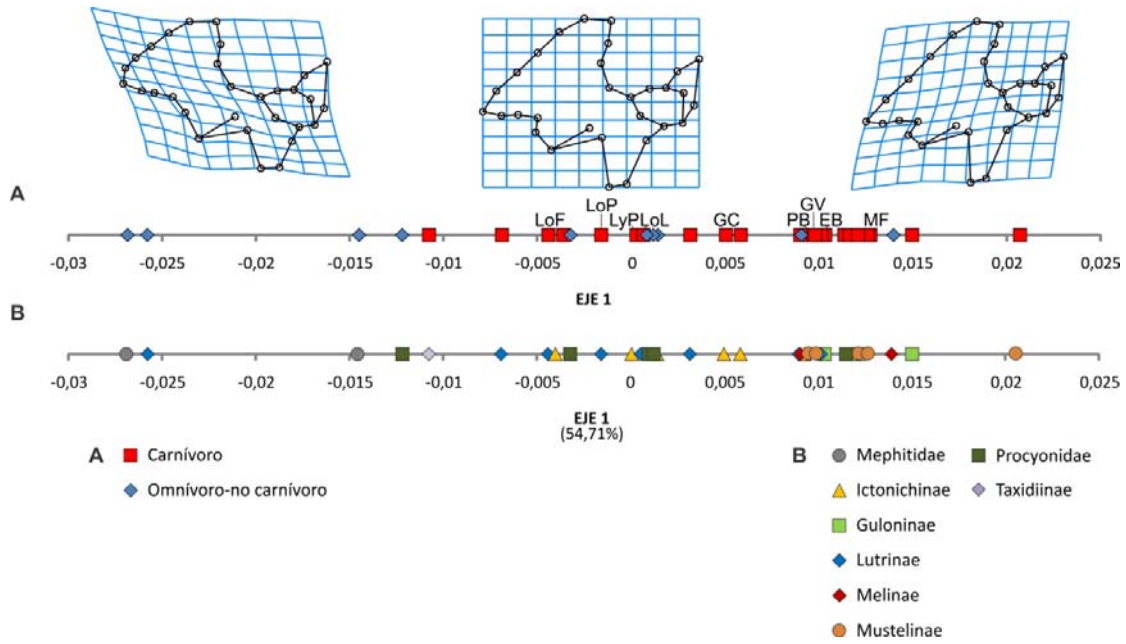 A
LoP
GV
LoF
LyPLoL
GC
PB
EB
MF
-0,03 -0,025 -0,02 -0,015 -0,01 -0,005 0 0,005 0,01 0,015 0,02 0,025
EJE 1
B
-0,03 -0,025 -0,02 -0,015 -0,01 -0,005 0 0,005 0,01 0,015 0,02 0,025
EJE 1
(54,71%)
A Carnívoro
Omnívoro-no carnívoro
B Mephitidae
Procyonidae
Ictonichinae
Taxidiinae
Guloninae
Lutrinae
Melinae
Mustelinae